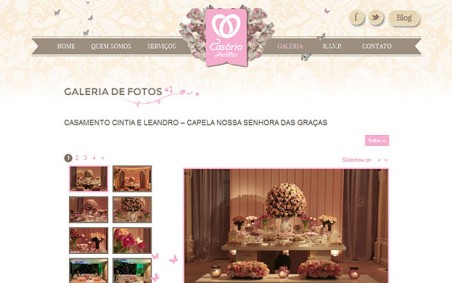 Blog
HOME QUEM SOMOS SERVIÇOS GALERIA R.S.V.P. CONTATO
Casório
GALERIA DE FOTOS
CASAMENTO CINTIA E LEANDRO – CAPELA NOSSA SENHORA DAS GRAÇAS
1 2 3 4 »
Slideshow on